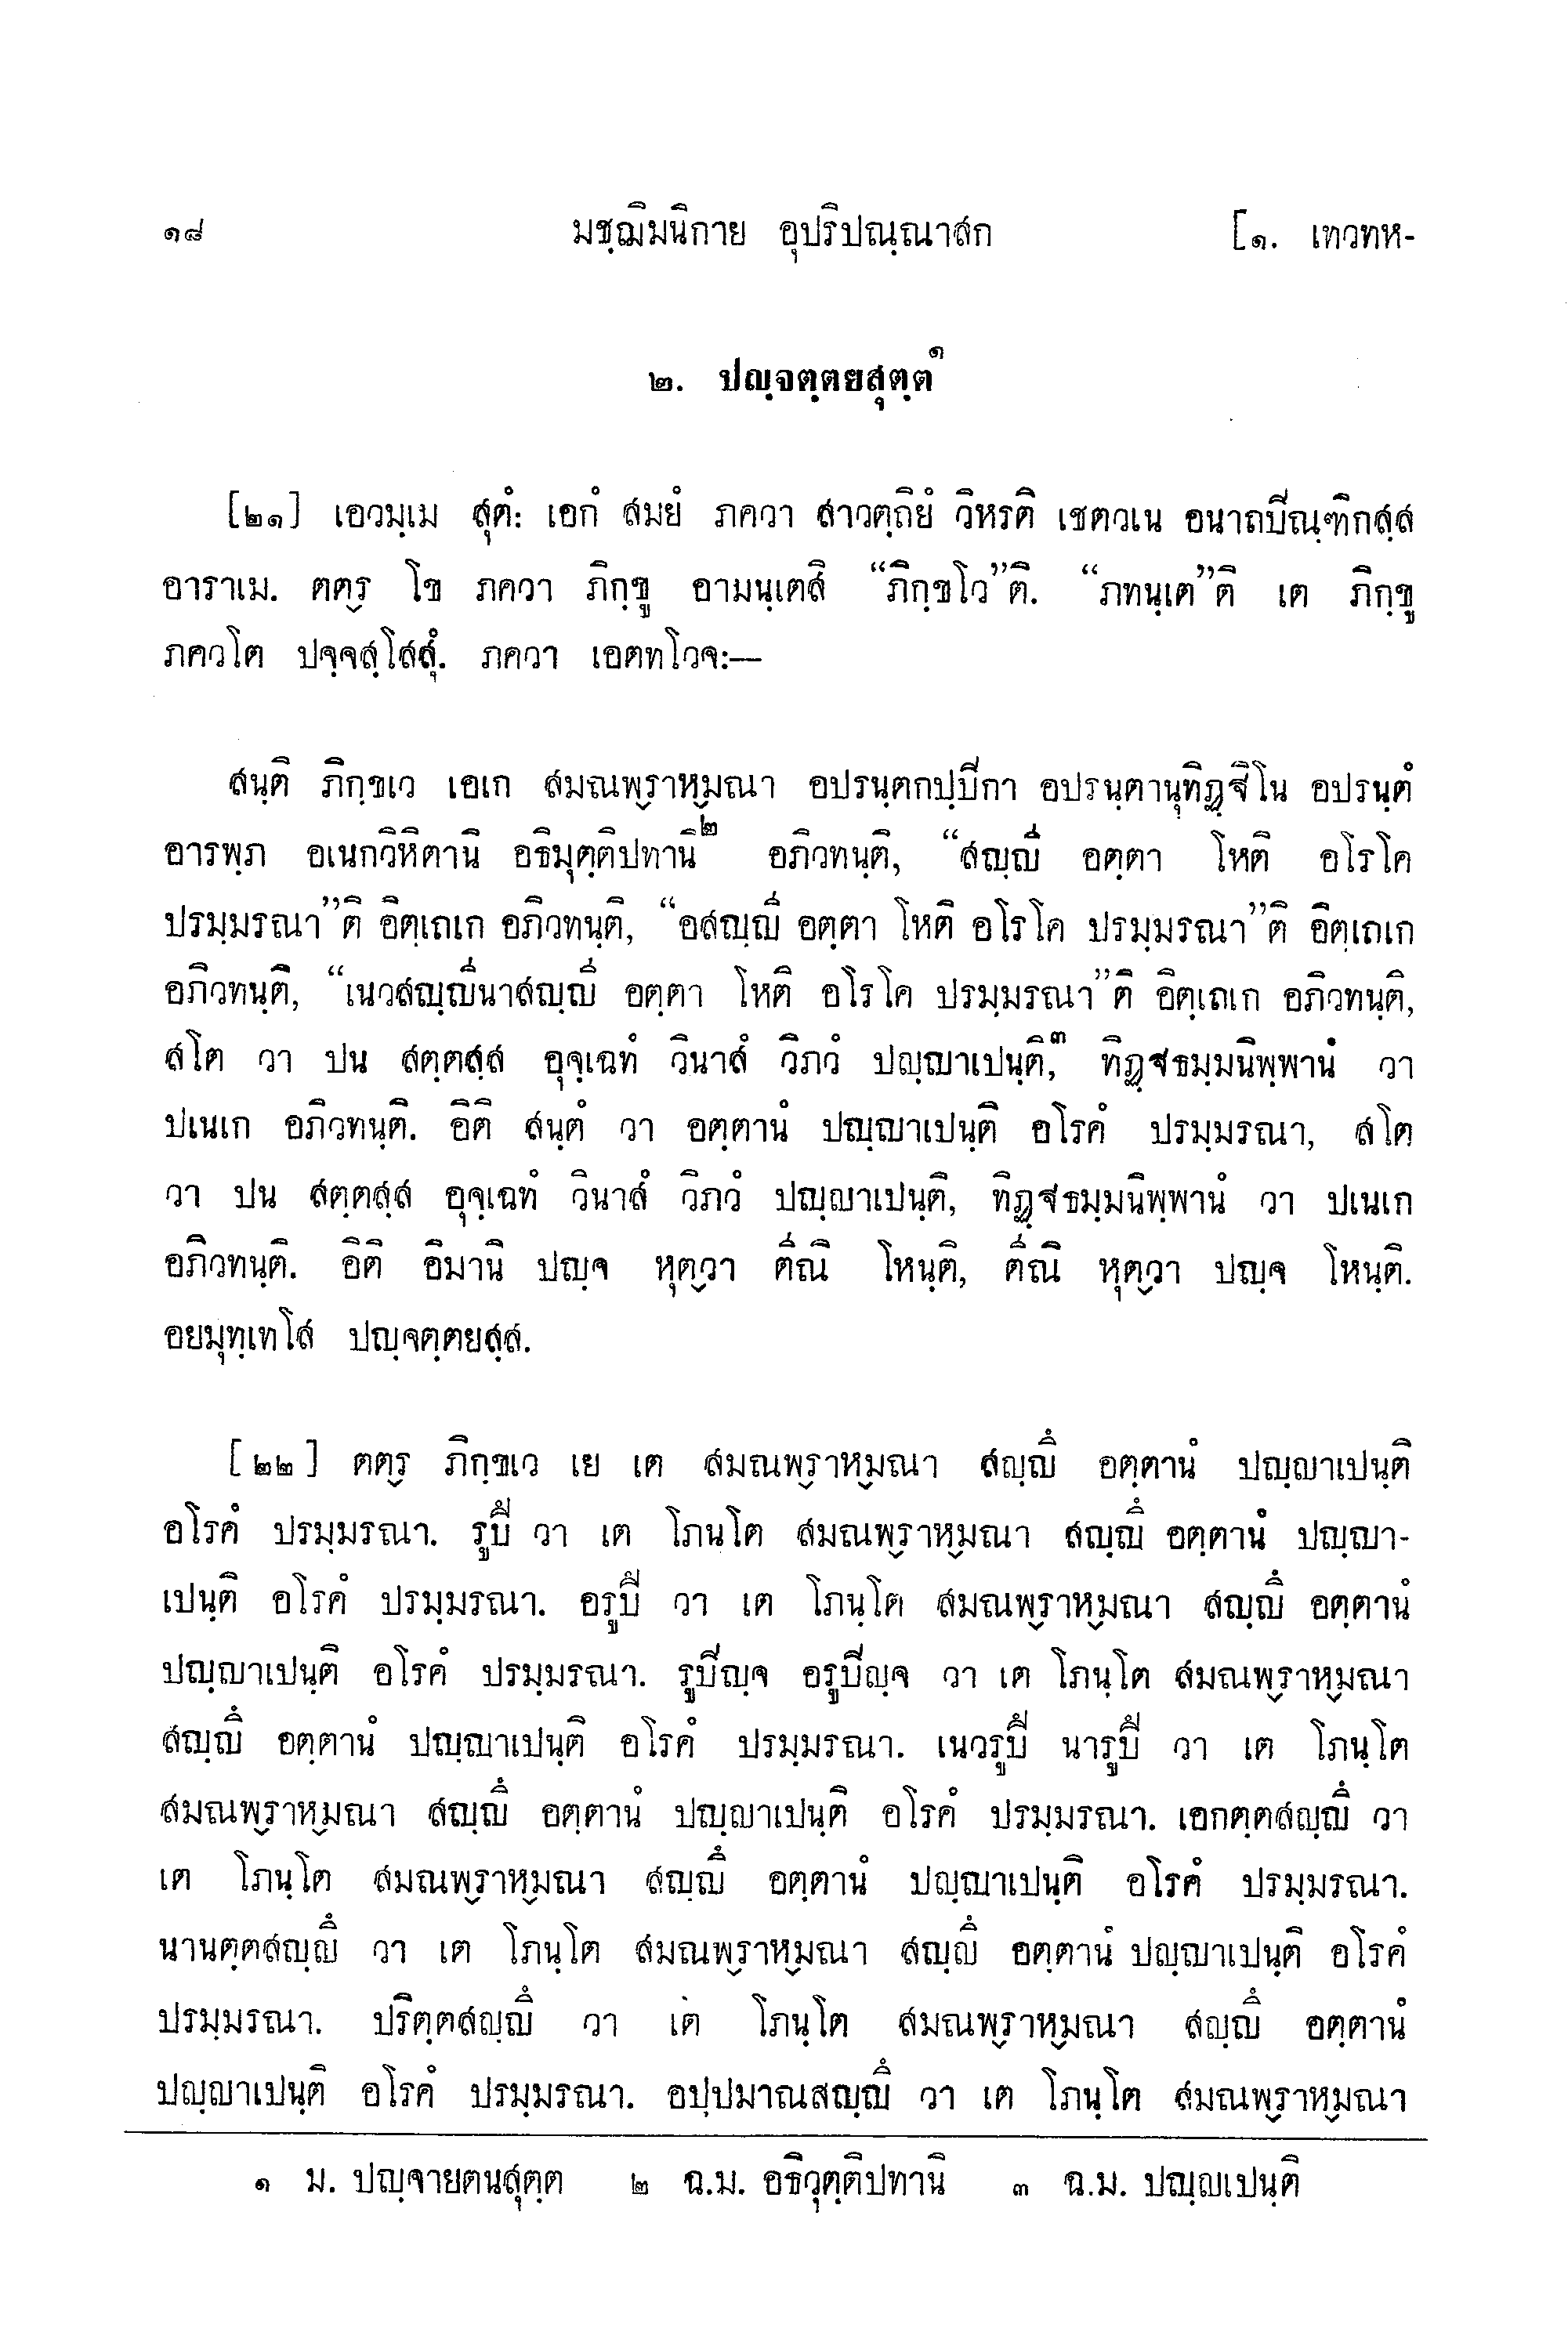 ๑๘ มชฺฌิมนิกาย อุปริปณฺณาสก [๑. เทวทห-
๒. ปญฺจตฺตยสุตฺต๑
[๒๑] เอวมฺเม สุตํ: เอกํ สมยํ ภควา สาวตฺถิยํ วิหรติ เชตวเน อนาถปิณฺฑิกสฺส
อาราเม. ตตฺร โข ภควา ภิกฺขู อามนฺเตสิ “ภิกฺขโว”ติ. “ภทนฺเต”ติ เต ภิกฺขู
ภควโต ปจฺจสฺโสสุํ. ภควา เอตทโวจ:—
สนฺติ ภิกฺขเว เอเก สมณพฺราหฺมณา อปรนฺตกปฺปิกา อปรนฺตานุทิฏฺฐิโน อปรนฺตํ
อารพฺภ อเนกวิหิตานิ อธิมุตฺติปทานิ๒ อภิวทนฺติ, “สญฺญี อตฺตา โหติ อโรโค
ปรมฺมรณา”ติ อิตฺเถเก อภิวทนฺติ, “อสญฺญี อตฺตา โหติ อโรโค ปรมฺมรณา”ติ อิตฺเถเก
อภิวทนฺติ, “เนวสญฺญีนาสญฺญี อตฺตา โหติ อโรโค ปรมฺมรณา”ติ อิตฺเถเก อภิวทนฺติ,
สโต วา ปน สตฺตสฺส อุจฺเฉทํ วินาสํ วิภวํ ปญฺญาเปนฺติ,๓ ทิฏฺฐธมฺมนิพฺพานํ วา
ปเนเก อภิวทนฺติ. อิติ สนฺตํ วา อตฺตานํ ปญฺญาเปนฺติ อโรคํ ปรมฺมรณา, สโต
วา ปน สตฺตสฺส อุจฺเฉทํ วินาสํ วิภวํ ปญฺญาเปนฺติ, ทิฏฺฐธมฺมนิพฺพานํ วา ปเนเก
อภิวทนฺติ. อิติ อิมานิ ปญฺจ หุตฺวา ตีณิ โหนฺติ, ตีณิ หุตฺวา ปญฺจ โหนฺติ.
อยมุทฺเทโส ปญฺจตฺตยสฺส.
[๒๒] ตตฺร ภิกฺขเว เย เต สมณพฺราหฺมณา สญฺญึ อตฺตานํ ปญฺญาเปนฺติ
อโรคํ ปรมฺมรณา. รูปึ วา เต โภนฺโต สมณพฺราหฺมณา สญฺญึ อตฺตานํ ปญฺญา-
เปนฺติ อโรคํ ปรมฺมรณา. อรูปึ วา เต โภนฺโต สมณพฺราหฺมณา สญฺญึ อตฺตานํ
ปญฺญาเปนฺติ อโรคํ ปรมฺมรณา. รูปิญฺจ อรูปิญฺจ วา เต โภนฺโต สมณพฺราหฺมณา
สญฺญึ อตฺตานํ ปญฺญาเปนฺติ อโรคํ ปรมฺมรณา. เนวรูปึ นารูปึ วา เต โภนฺโต
สมณพฺราหฺมณา สญฺญึ อตฺตานํ ปญฺญาเปนฺติ อโรคํ ปรมฺมรณา. เอกตฺตสญฺญึ วา
เต โภนฺโต สมณพฺราหฺมณา สญฺญึ อตฺตานํ ปญฺญาเปนฺติ อโรคํ ปรมฺมรณา.
นานตฺตสญฺญึ วา เต โภนฺโต สมณพฺราหฺมณา สญฺญึ อตฺตานํ ปญฺญาเปนฺติ อโรคํ
ปรมฺมรณา. ปริตฺตสญฺญึ วา เต โภนฺโต สมณพฺราหฺมณา สญฺญึ อตฺตานํ
ปญฺญาเปนฺติ อโรคํ ปรมฺมรณา. อปฺปมาณสญฺญึ วา เต โภนฺโต สมณพฺราหฺมณา
๑ ม. ปญฺจายตนสุตฺต ๒ ฉ.ม. อธิวุตฺติปทานิ ๓ ฉ.ม. ปญฺญเปนฺติ